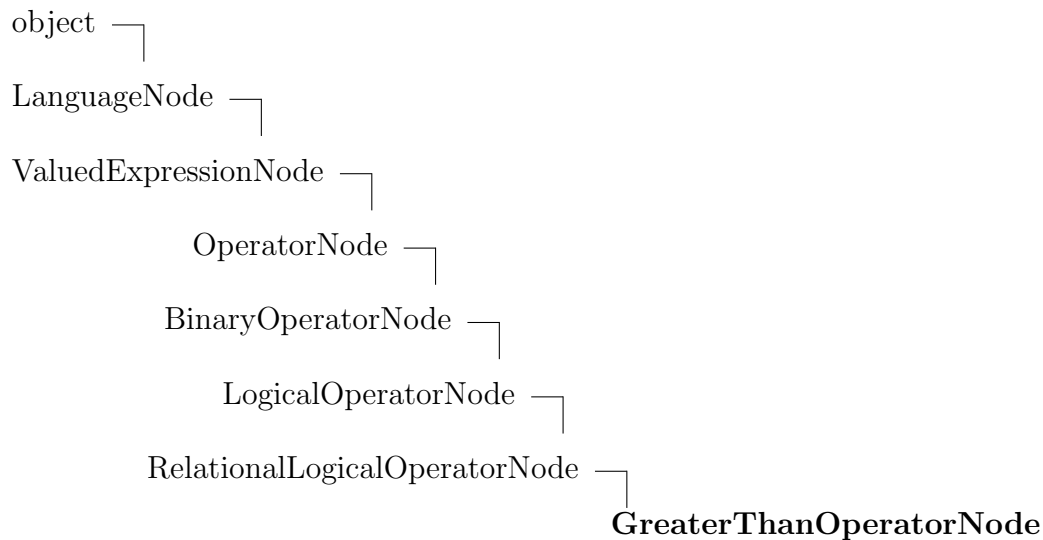 object
LanguageNode
ValuedExpressionNode
OperatorNode
BinaryOperatorNode
LogicalOperatorNode
RelationalLogicalOperatorNode
GreaterThanOperatorNode